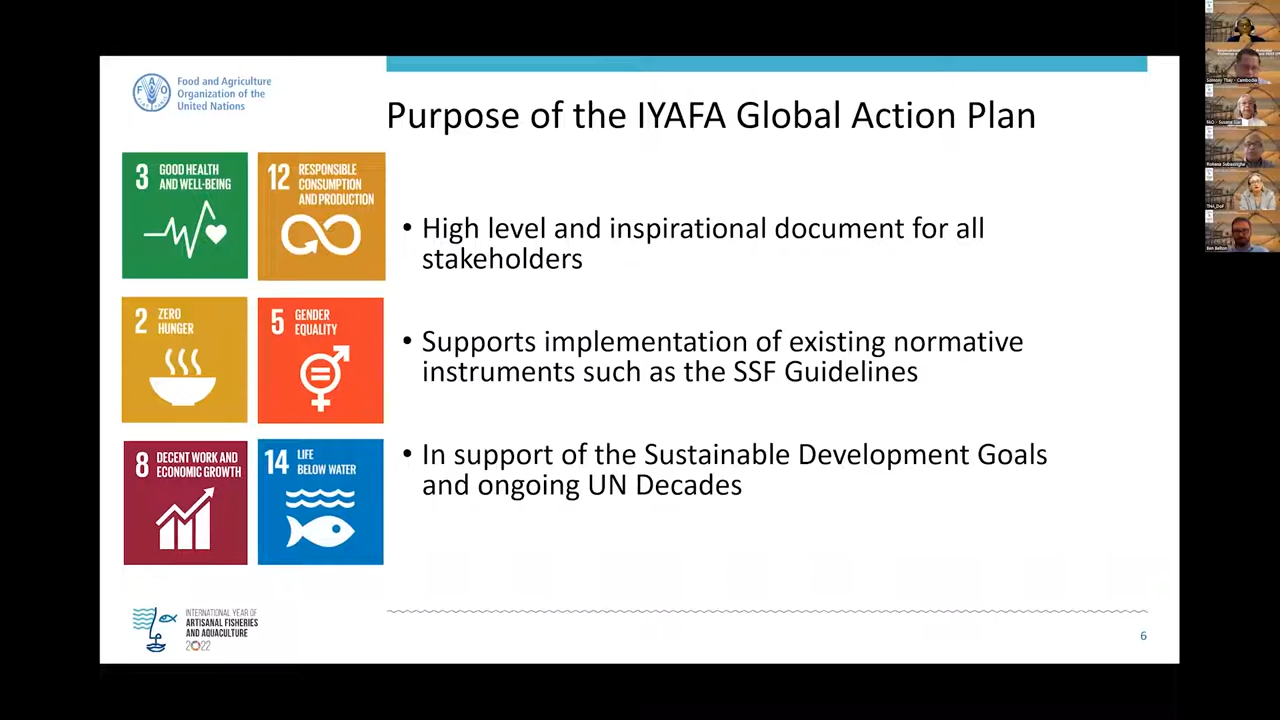 Food and Agriculture
Organization of the
United Nations
Purpose of the IYAFA Global Action Plan
3 GOOD HEALTH
AND WELL-BEING
12 RESPONSIBLE
CONSUMPTION
AND PRODUCTION
2 ZERO
HUNGER
5 GENDER
EQUALITY
8 DECENT WORK AND
ECONOMIC GROWTH
14 LIFE
BELOW WATER
• High level and inspirational document for all
stakeholders
• Supports implementation of existing normative
instruments such as the SSF Guidelines
• In support of the Sustainable Development Goals
and ongoing UN Decades
INTERNATIONAL YEAR OF
ARTISANAL FISHERIES
AND AQUACULTURE
2022
6
Ben Belton